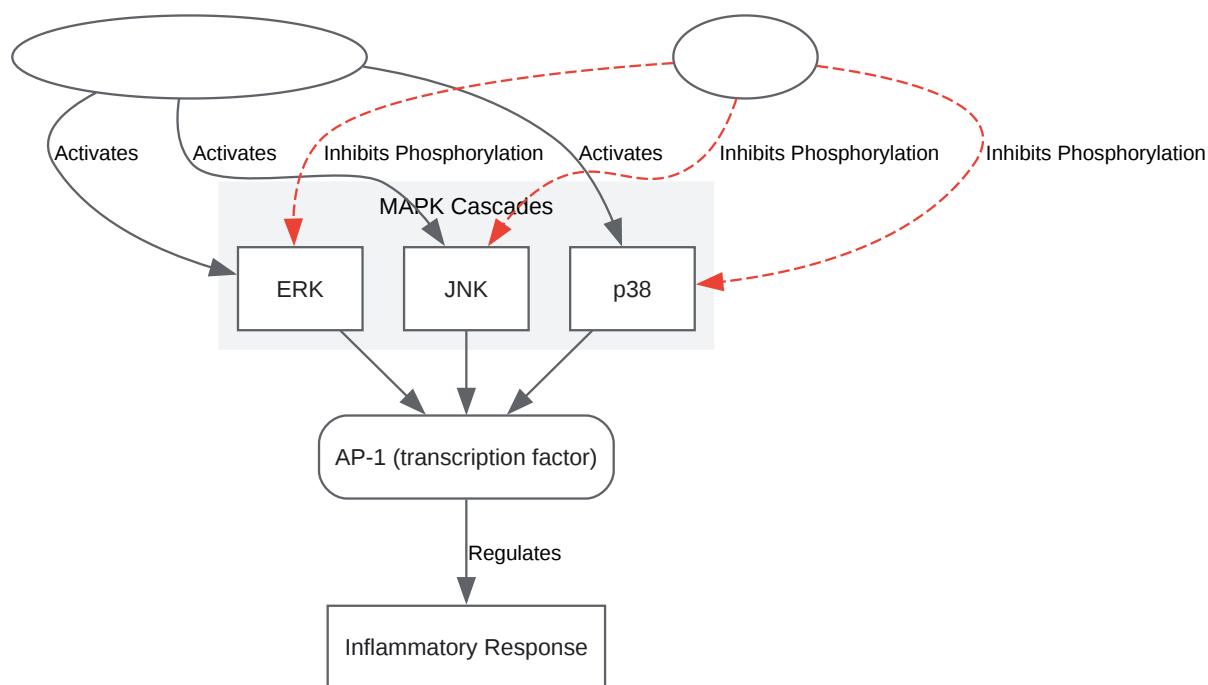 Activates
Activates
Inhibits Phosphorylation
Activates
Inhibits Phosphorylation
Inhibits Phosphorylation
MAPK Cascades
ERK
JNK
p38
AP-1 (transcription factor)
Regulates
Inflammatory Response